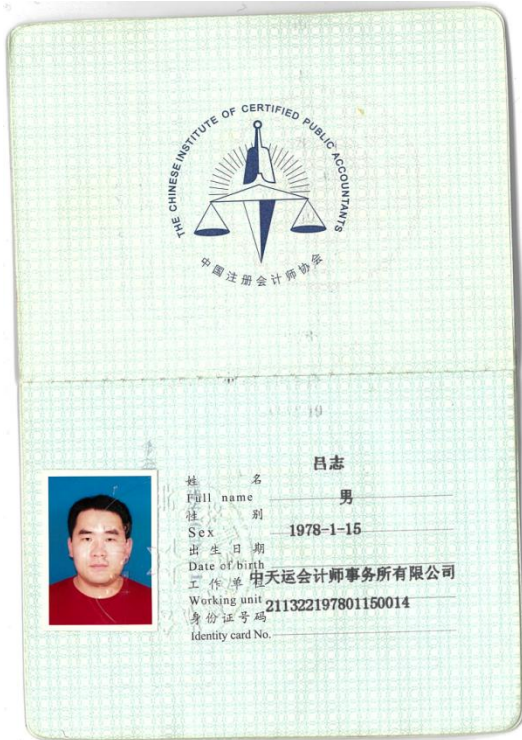 THE CHINESE INSTITUTE OF CERTIFIED PUBLIC ACCOUNTANTS
中国注册会计师协会
吕志
姓 名
Full name
男
性 别
Sex
1978-1-15
出生日期
Date of birth
中天运会计师事务所有限公司
工作单位
Working unit
211322197801150014
身份证号码
Identity card No.